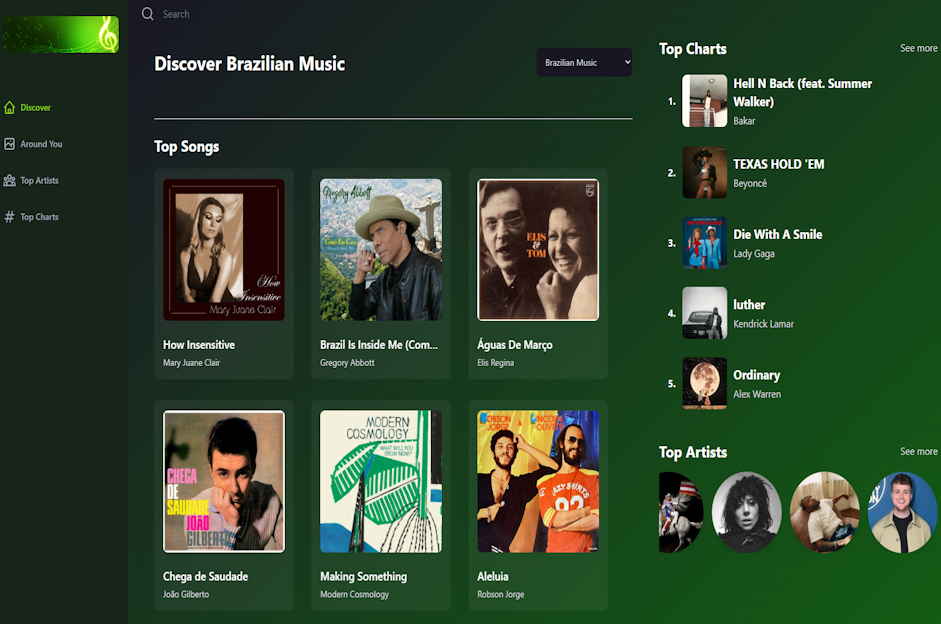 Search
Discover
Around You
Top Artists
Top Charts
Discover Brazilian Music
Brazilian Music
Top Songs
How
Insensitive
Mary Juane Clair
How Insensitive
Mary Juane Clair
Gregory Abbott
Brazil Is Inside Me (Com...
Gregory Abbott
ELIS
&
TOM
Águas De Março
Elis Regina
CHEGA
DE
SAUDADE
JOÃO
GILBERTO
Chega de Saudade
João Gilberto
MODERN
COSMOLOGY
WHAT WILL YOU
GROW NOW?
Making Something
Modern Cosmology
ROBSON
JORGE
LINCOLN
OLIVETTI
Aleluia
Robson Jorge
Top Charts
See more
1.
Hell N Back (feat. Summer
Walker)
Bakar
2.
TEXAS HOLD 'EM
Beyoncé
3.
Die With A Smile
Lady Gaga
4.
luther
Kendrick Lamar
5.
Ordinary
Alex Warren
Top Artists
See more